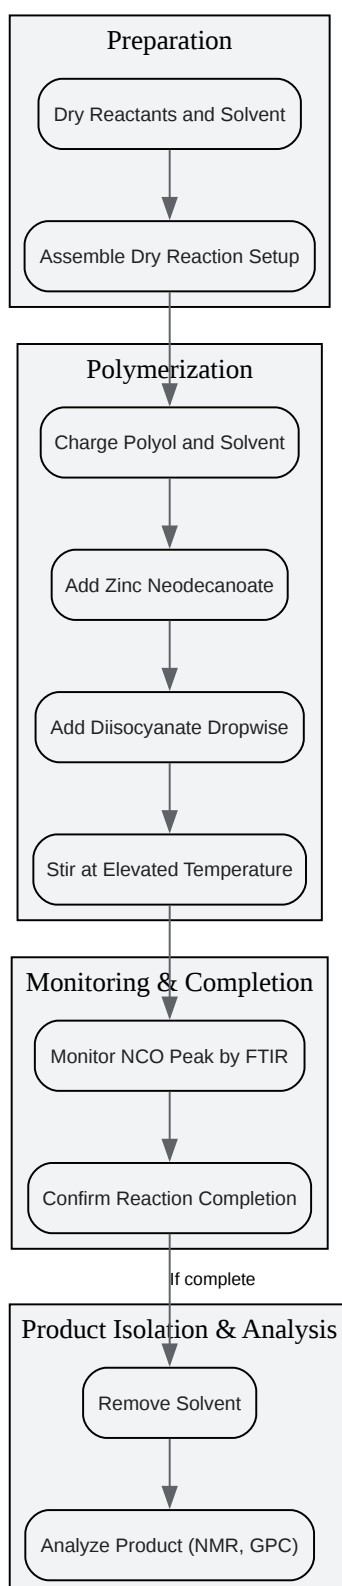 Preparation
Dry Reactants and Solvent
Assemble Dry Reaction Setup
Polymerization
Charge Polyol and Solvent
Add Zinc Neodecanoate
Add Diisocyanate Dropwise
Stir at Elevated Temperature
Monitoring & Completion
Monitor NCO Peak by FTIR
Confirm Reaction Completion
If complete
Product Isolation & Analysis
Remove Solvent
Analyze Product (NMR, GPC)